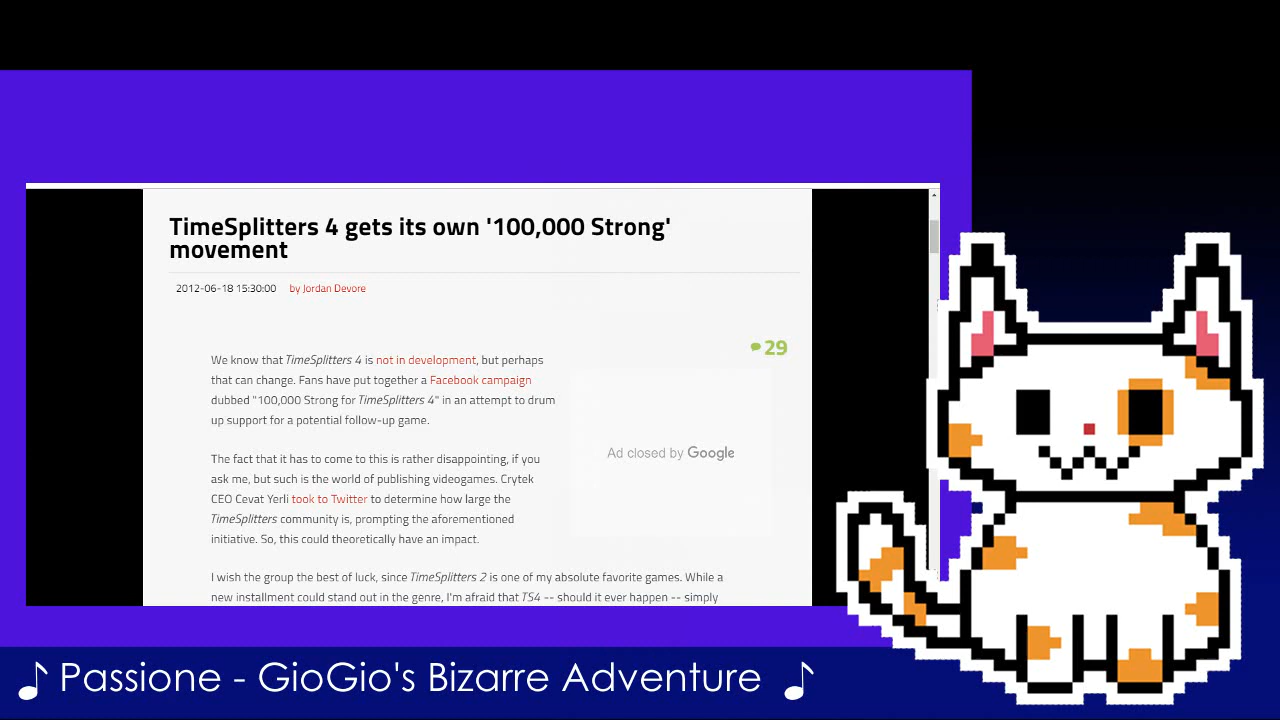 TimeSplitters 4 gets its own '100,000 Strong'
movement
2012-06-18 15:30:00 by Jordan Devore
29
We know that TimeSplitters 4 is not in development, but perhaps
that can change. Fans have put together a Facebook campaign
dubbed "100,000 Strong for TimeSplitters 4" in an attempt to drum
up support for a potential follow-up game.
The fact that it has to come to this is rather disappointing, if you
ask me, but such is the world of publishing videogames. Crytek
CEO Cevat Yerli took to Twitter to determine how large the
TimeSplitters community is, prompting the aforementioned
initiative. So, this could theoretically have an impact.
Ad closed by Google
I wish the group the best of luck, since TimeSplitters 2 is one of my absolute favorite games. While a
new installment could stand out in the genre, I'm afraid that TS4 -- should it ever happen -- simply
♪ Passione - GioGio's Bizarre Adventure ♪